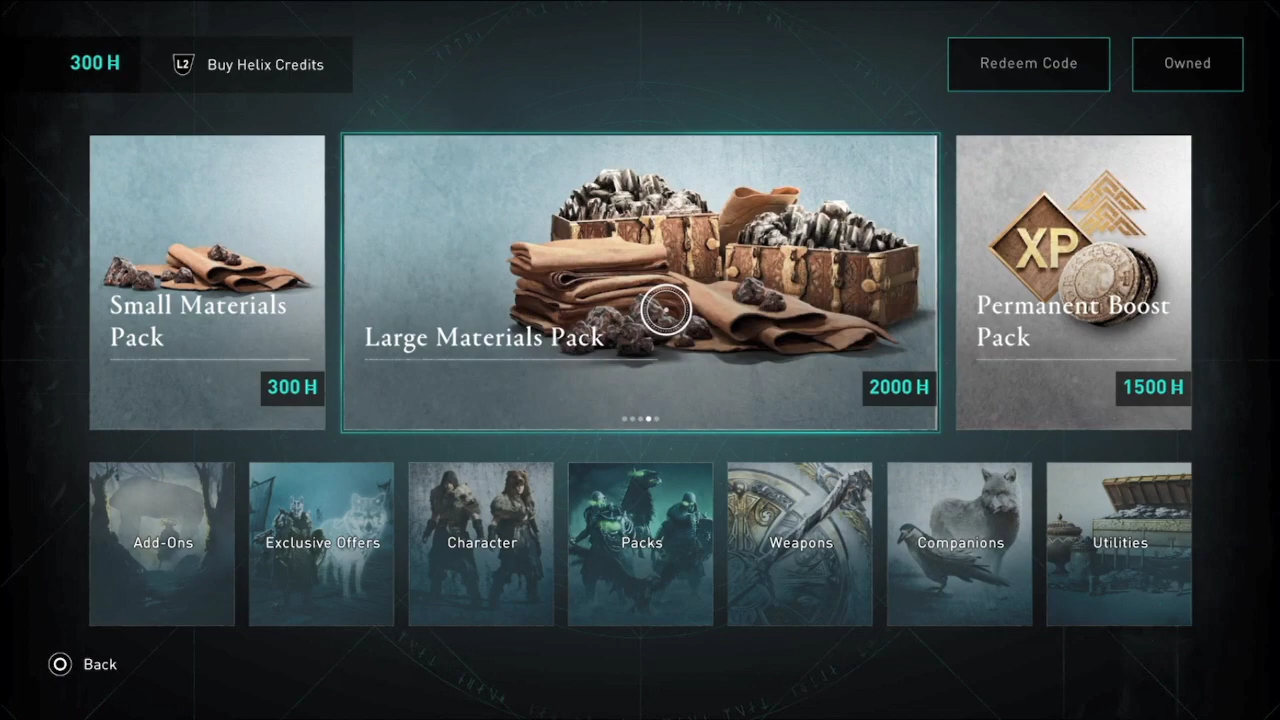 300 H
L2 Buy Helix Credits
Redeem Code
Owned
Small Materials
Pack
300 H
Large Materials Pack
2000 H
XP
Permanent Boost
Pack
1500 H
Add-Ons
Exclusive Offers
Character
Packs
Weapons
Companions
Utilities
Back